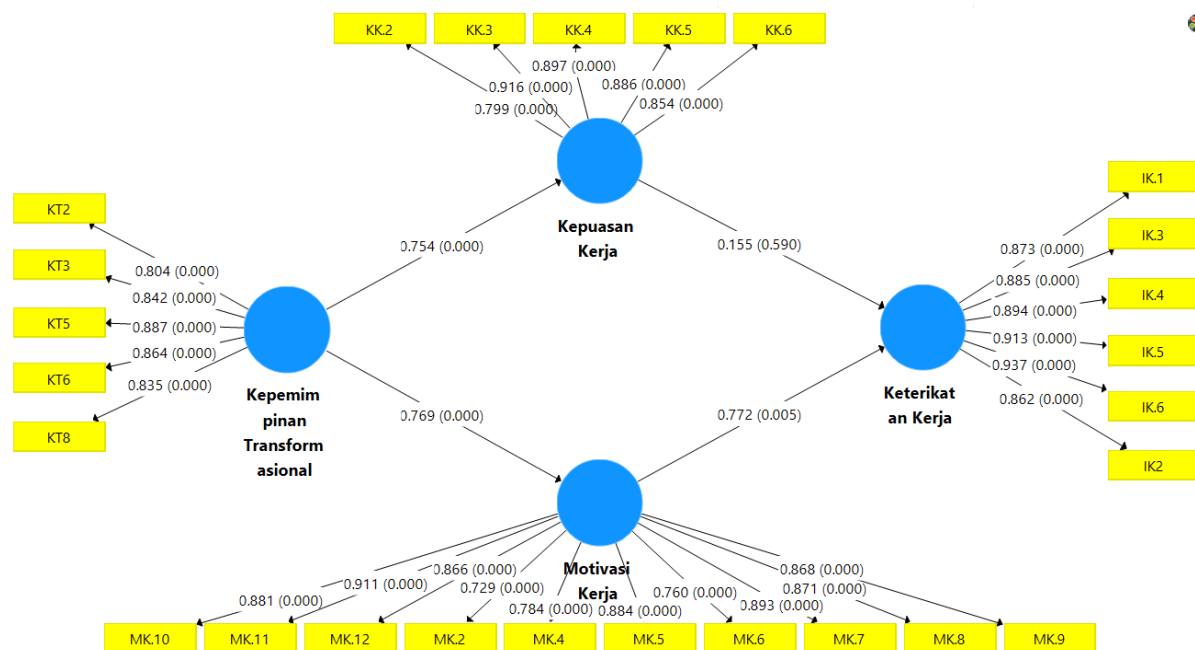 KK.2 KK.3 KK.4 KK.5 KK.6
0.897 (0.000)
0.916 (0.000) 0.886 (0.000)
0.799 (0.000) 0.854 (0.000)
Kepuasan
Kerja
KT2
KT3
KT5
KT6
KT8
0.804 (0.000)
0.842 (0.000)
0.887 (0.000)
0.864 (0.000)
0.835 (0.000)
Kepemim
pinan
Transform
asional
0.754 (0.000)
0.155 (0.590)
0.769 (0.000)
0.772 (0.005)
IK.1
IK.3
IK.4
IK.5
IK.6
IK2
0.873 (0.000)
0.885 (0.000)
0.894 (0.000)
0.913 (0.000)
0.937 (0.000)
0.862 (0.000)
Keterikat
an Kerja
Motivasi
Kerja
0.881 (0.000) 0.911 (0.000) 0.866 (0.000) 0.729 (0.000) 0.784 (0.000) 0.884 (0.000) 0.760 (0.000) 0.893 (0.000) 0.871 (0.000) 0.868 (0.000)
MK.10 MK.11 MK.12 MK.2 MK.4 MK.5 MK.6 MK.7 MK.8 MK.9